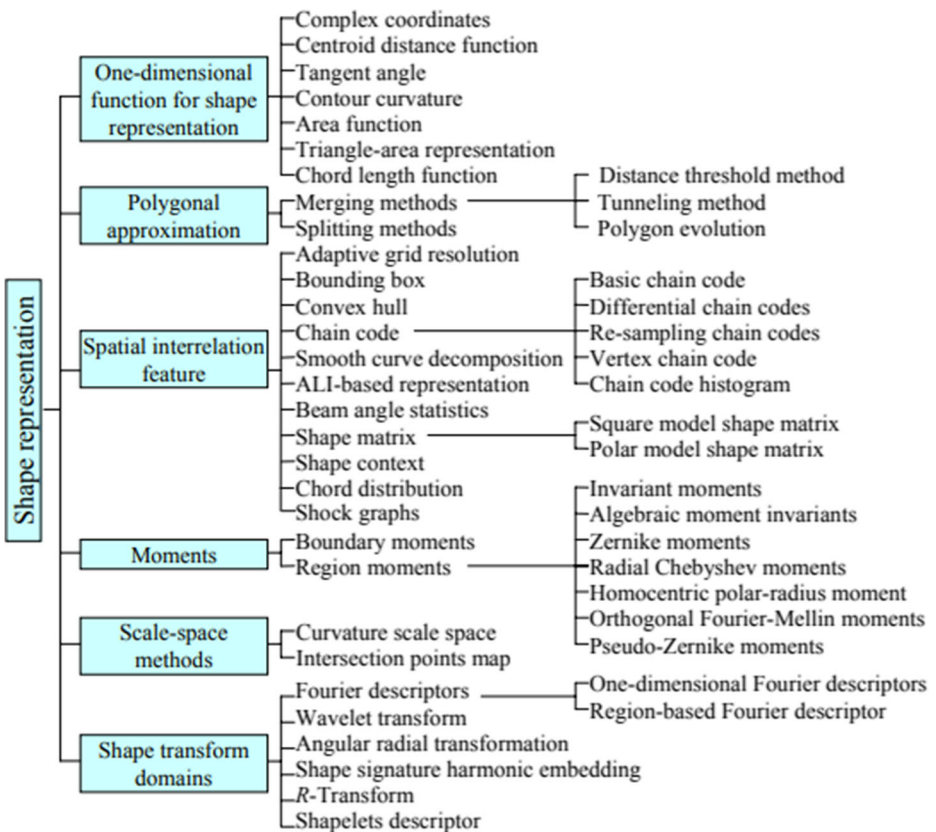 Shape representation
One-dimensional
function for shape
representation
Complex coordinates
Centroid distance function
Tangent angle
Contour curvature
Area function
Triangle-area representation
Chord length function
Polygonal
approximation
Merging methods
Splitting methods
Distance threshold method
Tunneling method
Polygon evolution
Spatial interrelation
feature
Adaptive grid resolution
Bounding box
Convex hull
Chain code
Smooth curve decomposition
ALI-based representation
Beam angle statistics
Shape matrix
Shape context
Chord distribution
Shock graphs
Basic chain code
Differential chain codes
Re-sampling chain codes
Vertex chain code
Chain code histogram
Square model shape matrix
Polar model shape matrix
Moments
Boundary moments
Region moments
Invariant moments
Algebraic moment invariants
Zernike moments
Radial Chebyshev moments
Homocentric polar-radius moment
Orthogonal Fourier-Mellin moments
Pseudo-Zernike moments
Scale-space
methods
Curvature scale space
Intersection points map
Shape transform
domains
Fourier descriptors
Wavelet transform
Angular radial transformation
Shape signature harmonic embedding
R-Transform
Shapelets descriptor
One-dimensional Fourier descriptors
Region-based Fourier descriptor